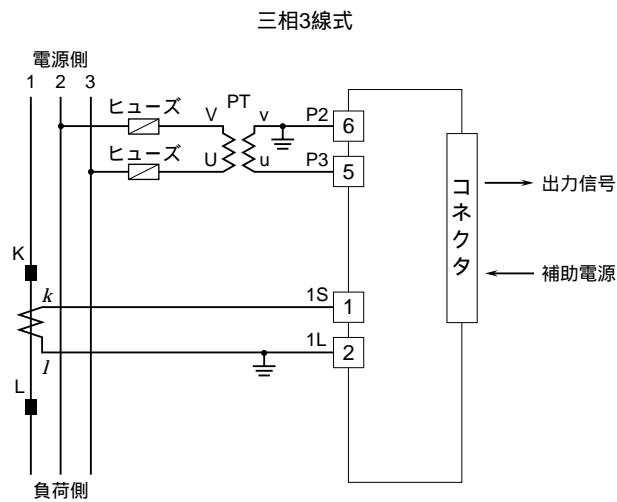 三相3線式
電源側
1 2 3
ヒューズ
V
PT
v
P2
6
ヒューズ
U
u
P3
5
コネクタ
出力信号
補助電源
K
k
1S
1
1L
2
l
L
負荷側